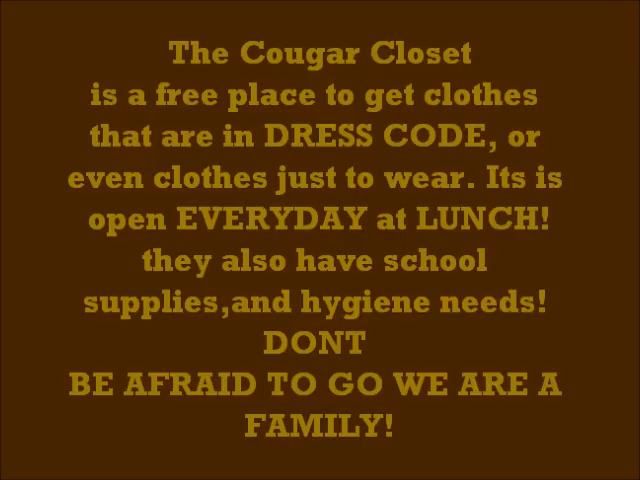 The Cougar Closet
is a free place to get clothes
that are in DRESS CODE, or
even clothes just to wear. Its is
open EVERYDAY at LUNCH!
they also have school
supplies,and hygiene needs!
DONT
BE AFRAID TO GO WE ARE A
FAMILY!